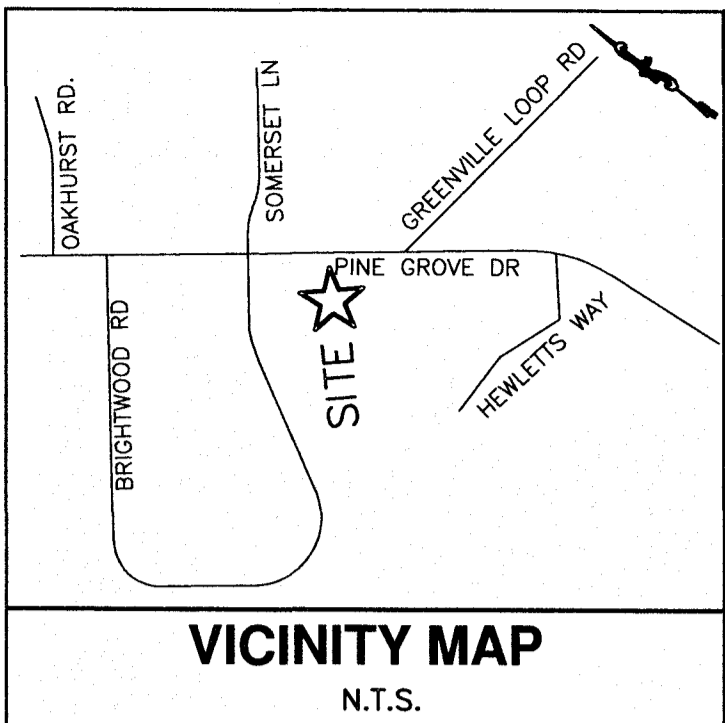 OAKHURST RD.
SOMERSET LN
GREENVILLE LOOP RD
PINE GROVE DR
BRIGHTWOOD RD
SITE
HEWLETTS WAY
VICINITY MAP
N.T.S.